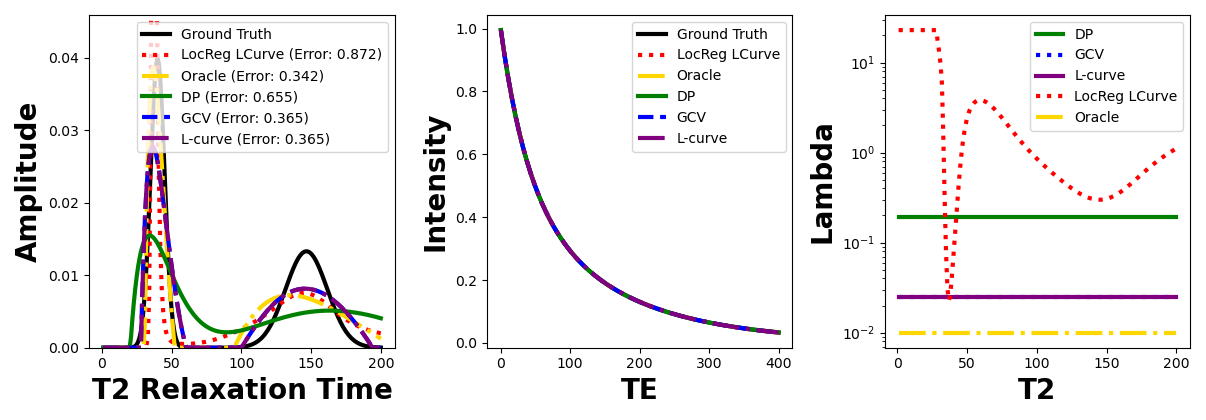 Amplitude
0.04
0.03
0.02
0.01
0.00
0
50
100
150
200
T2 Relaxation Time
Ground Truth
LocReg LCurve (Error: 0.872)
Oracle (Error: 0.342)
DP (Error: 0.655)
GCV (Error: 0.365)
L-curve (Error: 0.365)
Intensity
1.0
0.8
0.6
0.4
0.2
0.0
0
100
200
300
400
TE
Ground Truth
LocReg LCurve
Oracle
DP
GCV
L-curve
Lambda
10¹
10⁰
10⁻¹
10⁻²
0
50
100
150
200
T2
DP
GCV
L-curve
LocReg LCurve
Oracle